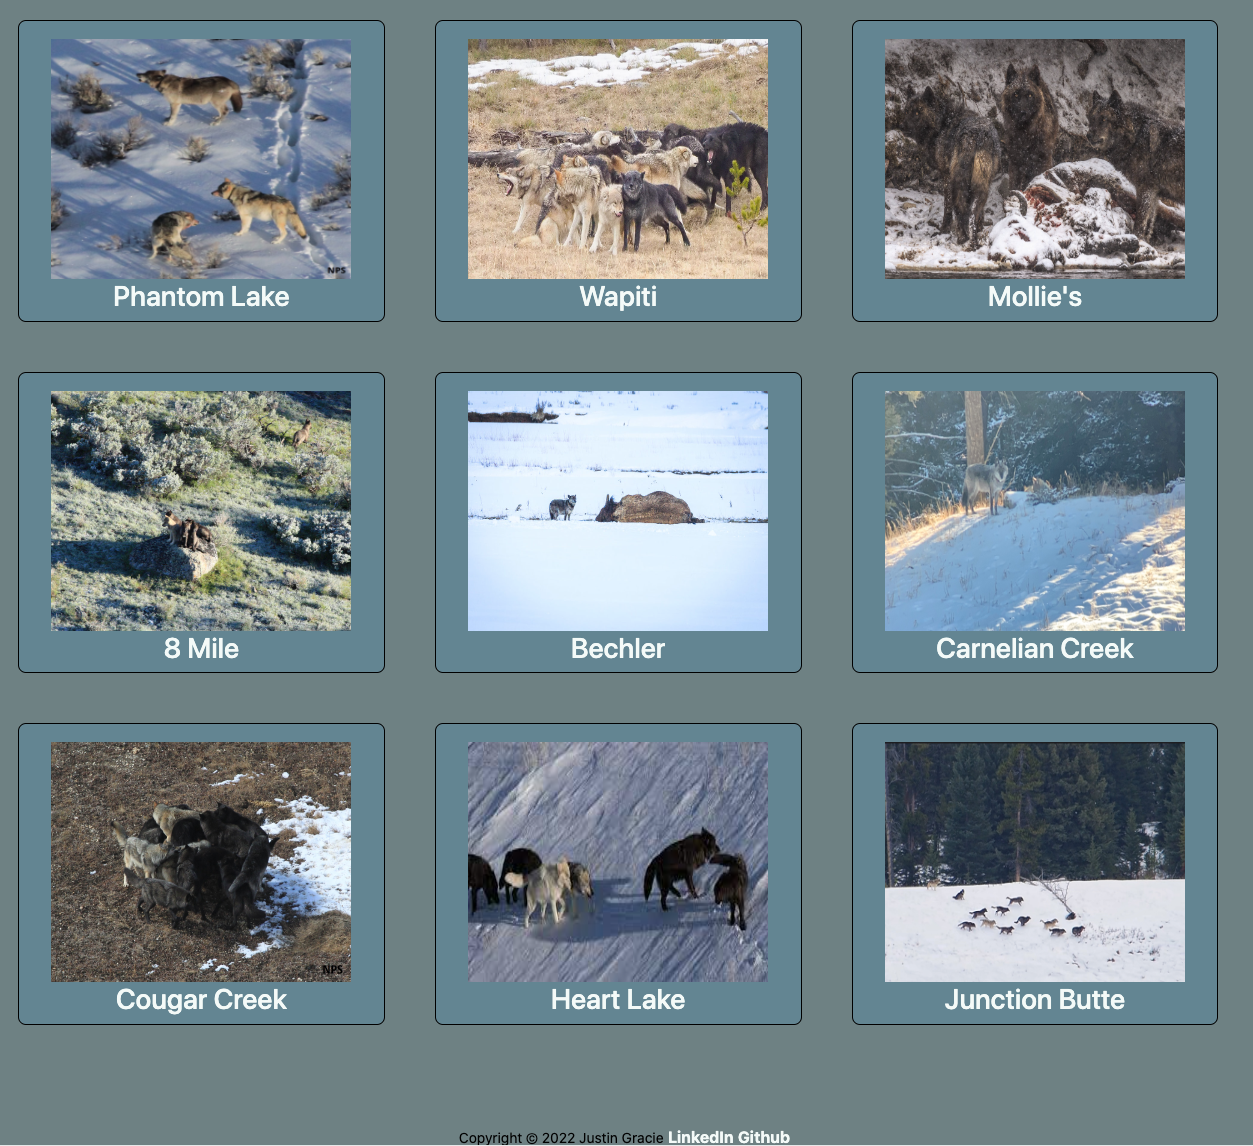 NPS
Phantom Lake
Wapiti
Mollie's
8 Mile
Bechler
Carnelian Creek
NPS
Cougar Creek
Heart Lake
Junction Butte
Copyright © 2022 Justin Gracie LinkedIn Github